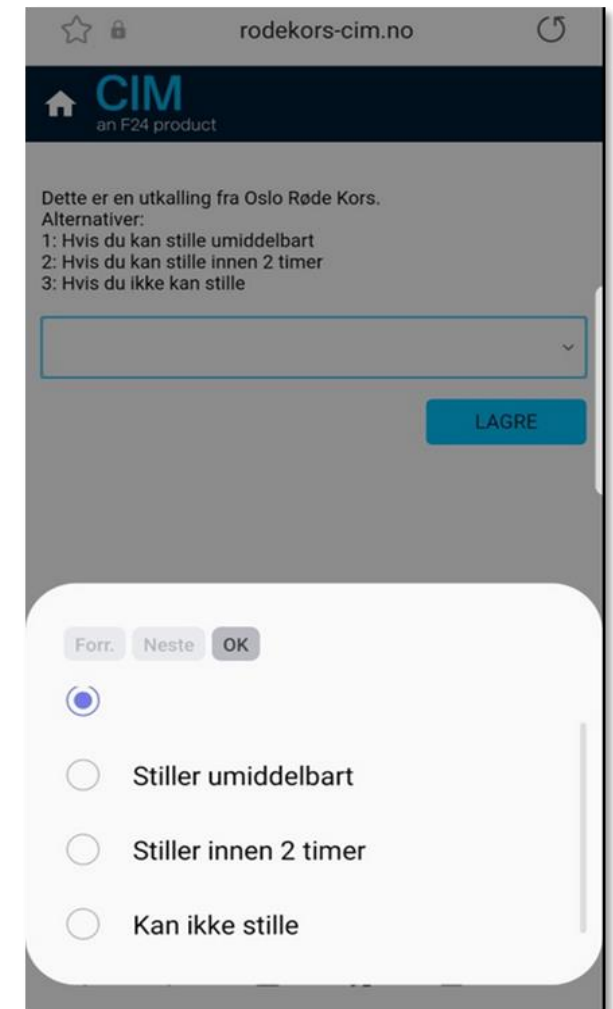 rodekors-cim.no
CIM
an F24 product
Dette er en utkalling fra Oslo Røde Kors.
Alternativer:
1: Hvis du kan stille umiddelbart
2: Hvis du kan stille innen 2 timer
3: Hvis du ikke kan stille
LAGRE
Forr. Neste OK
Stiller umiddelbart
Stiller innen 2 timer
Kan ikke stille